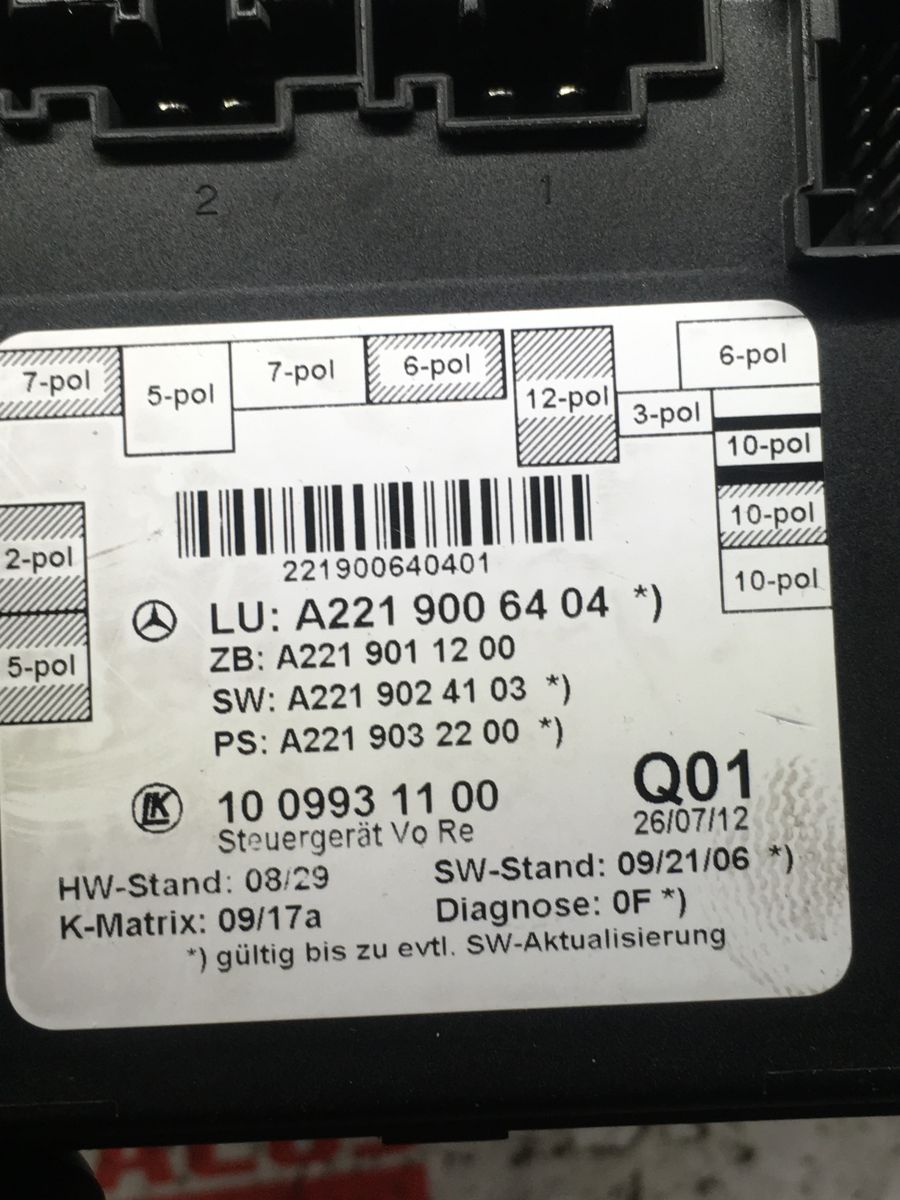 2
1
7-pol
5-pol
7-pol
6-pol
12-pol
6-pol
3-pol
10-pol
10-pol
10-pol
2-pol
5-pol
221900640401
LU: A221 900 64 04 *)
ZB: A221 901 12 00
SW: A221 902 41 03 *)
PS: A221 903 22 00 *)
LK 10 0993 11 00
Q01
Steuergerät Vo Re
26/07/12
HW-Stand: 08/29
SW-Stand: 09/21/06 *)
K-Matrix: 09/17a
Diagnose: 0F *)
*) gültig bis zu evtl. SW-Aktualisierung